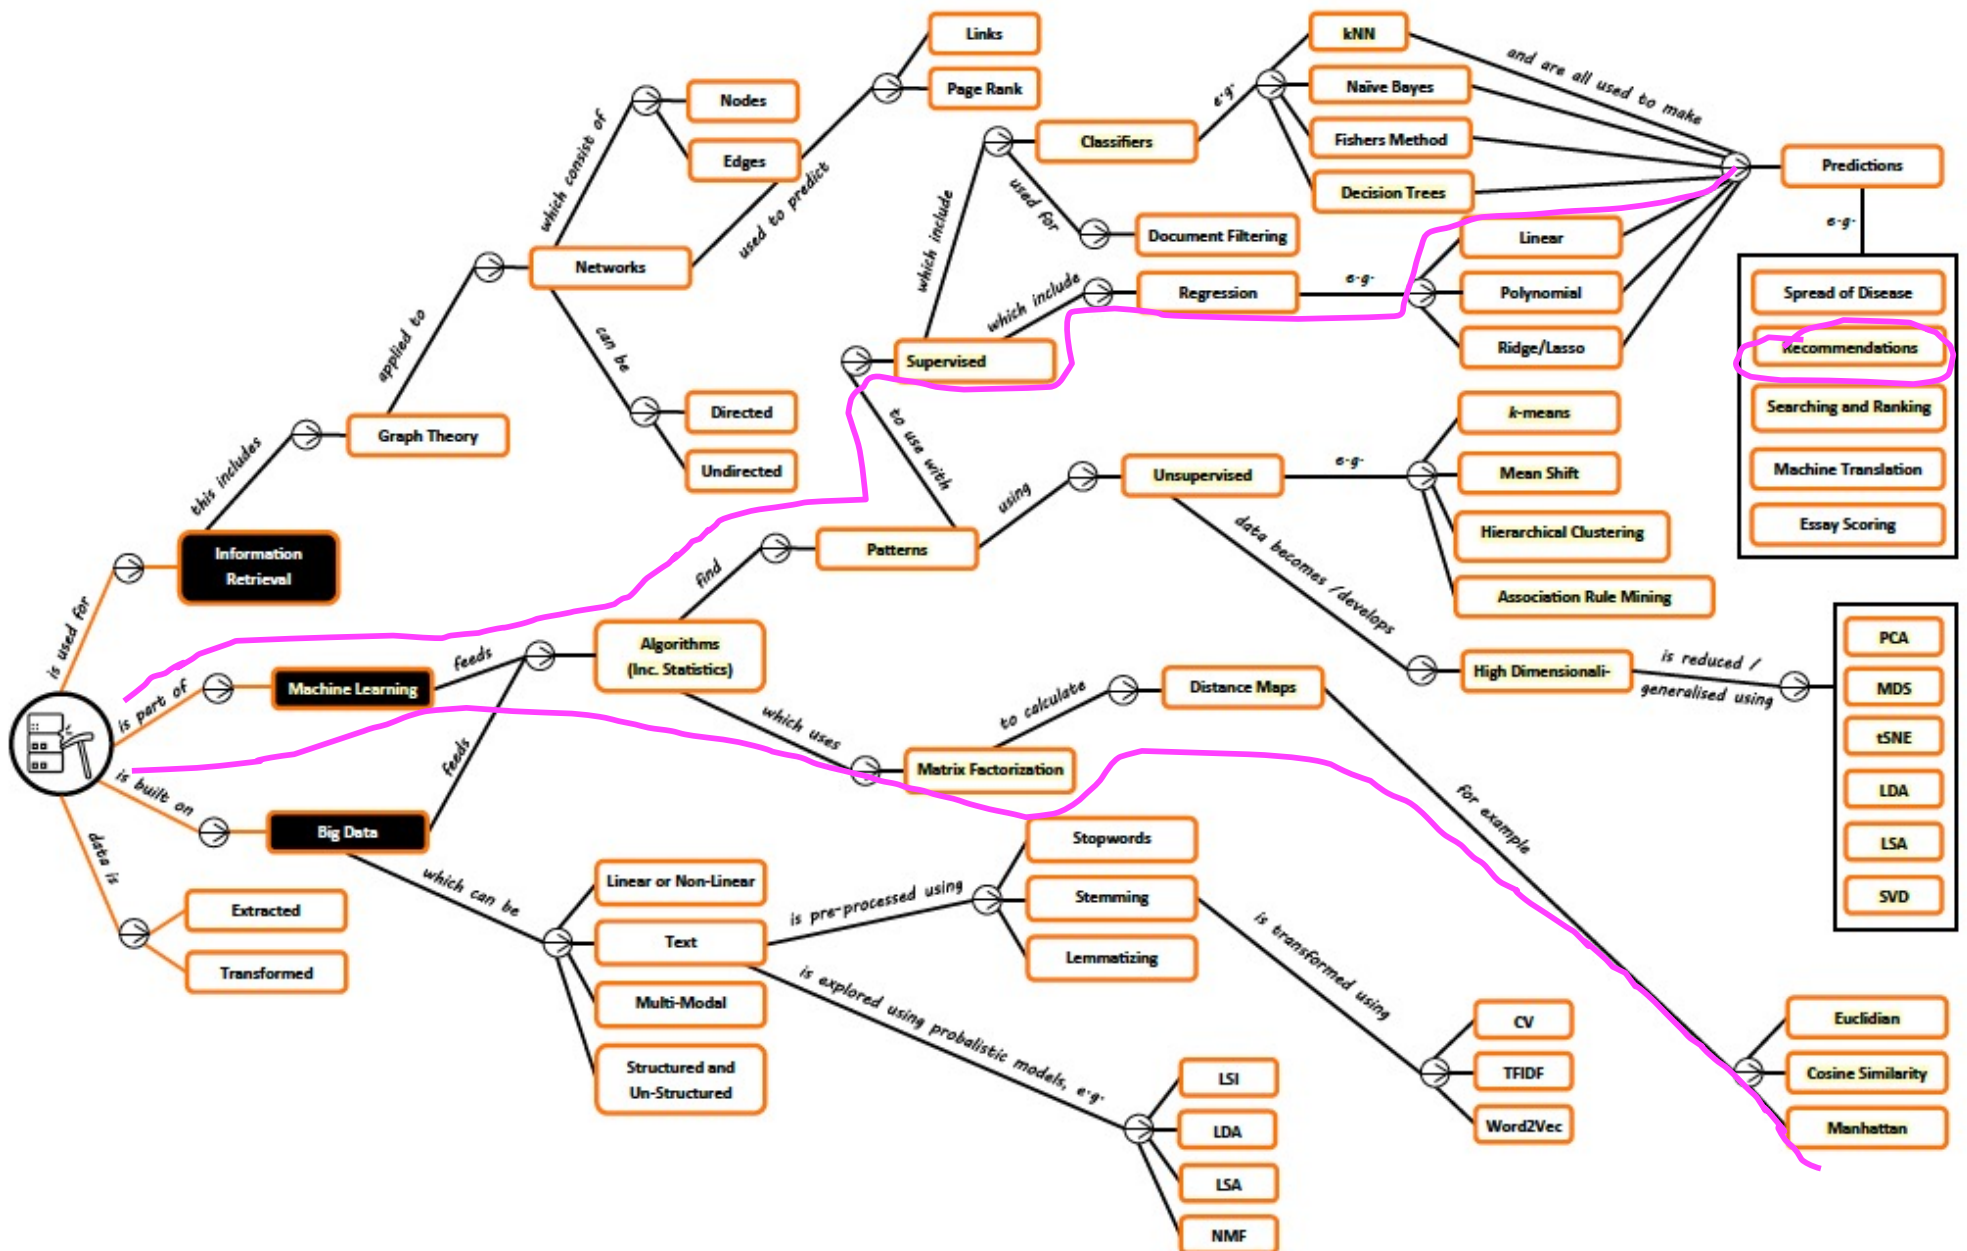 Links
Page Rank
Nodes
Edges
which consist of
used to predict
Networks
applied to
can be
Directed
Undirected
Graph Theory
this includes
Information
Retrieval
is used for
kNN
Naïve Bayes
Fishers Method
Decision Trees
and are all used to make
e.g.
Classifiers
used for
Document Filtering
which include
which include
Regression
e.g.
Linear
Polynomial
Ridge/Lasso
Supervised
to use with
Predictions
e.g.
Spread of Disease
Recommendations
Searching and Ranking
Machine Translation
Essay Scoring
Patterns
using
Unsupervised
e.g.
k-means
Mean Shift
Hierarchical Clustering
Association Rule Mining
data becomes /develops
High Dimensionali-
is reduced /
generalised using
PCA
MDS
tSNE
LDA
LSA
SVD
find
Algorithms
(Inc. Statistics)
is part of
Machine Learning
feeds
feeds
which uses
Matrix Factorization
to calculate
Distance Maps
for example
Euclidian
Cosine Similarity
Manhattan
is built on
Big Data
data is
Extracted
Transformed
which can be
Linear or Non-Linear
Text
Multi-Modal
Structured and
Un-Structured
is pre-processed using
Stopwords
Stemming
Lemmatizing
is transformed using
CV
TFIDF
Word2Vec
is explored using probalistic models, e.g.
LSI
LDA
LSA
NMF